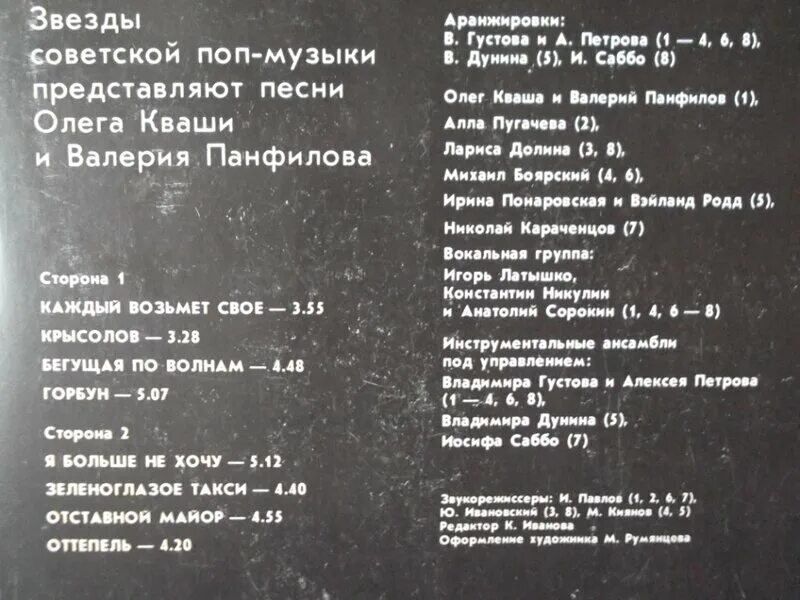 Звезды
советской поп-музыки
представляют песни
Олега Кваши
и Валерия Панфилова
Сторона 1
КАЖДЫЙ ВОЗЬМЕТ СВОЕ — 3.55
КРЫСОЛОВ — 3.28
БЕГУЩАЯ ПО ВОЛНАМ — 4.48
ГОРБУН — 5.07
Сторона 2
Я БОЛЬШЕ НЕ ХОЧУ — 5.12
ЗЕЛЕНОГЛАЗОЕ ТАКСИ — 4.40
ОТСТАВНОЙ МАЙОР — 4.55
ОТТЕПЕЛЬ — 4.20
Аранжировки:
В. Густова и А. Петрова (1 — 4, 6, 8),
В. Дунина (5), И. Саббо (8)
Олег Кваша и Валерий Панфилов (1),
Алла Пугачева (2),
Лариса Долина (3, 8),
Михаил Боярский (4, 6),
Ирина Понаровская и Вэйланд Родд (5),
Николай Караченцов (7)
Вокальная группа:
Игорь Латышко,
Константин Никулин
и Анатолий Сорокин (1, 4, 6 — 8)
Инструментальные ансамбли
под управлением:
Владимира Густова и Алексея Петрова
(1 — 4, 6, 8),
Владимира Дунина (5),
Иосифа Саббо (7)
Звукорежиссеры: И. Павлов (1, 2, 6, 7),
Ю. Ивановский (3, 8), М. Киянов (4, 5)
Редактор К. Иванова
Оформление художника М. Румянцева